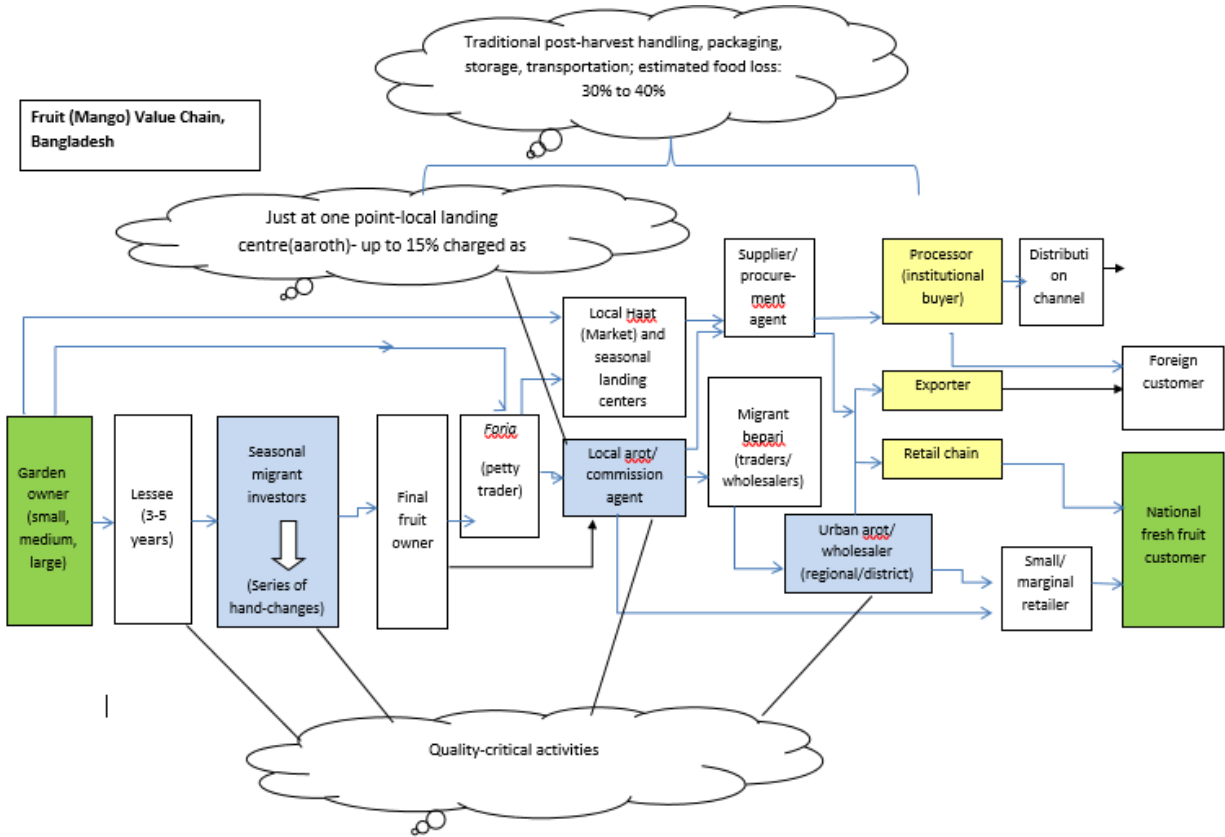 Traditional post-harvest handling, packaging,
storage, transportation; estimated food loss:
30% to 40%
Fruit (Mango) Value Chain,
Bangladesh
Just at one point-local landing
centre(aaroth)- up to 15% charged as
Supplier/
procure-
ment
agent
Processor
(institutional
buyer)
Distributi
on
channel
Local Haat
(Market) and
seasonal
landing
centers
Foreign
customer
Exporter
Migrant
bepari
(traders/
wholesalers)
Retail chain
Garden
owner
(small,
medium,
large)
Lessee
(3-5
years)
Seasonal
migrant
investors
(Series of
hand-changes)
Final
fruit
owner
Foria
(petty
trader)
Local arot/
commission
agent
Urban arot/
wholesaler
(regional/district)
Small/
marginal
retailer
National
fresh fruit
customer
Quality-critical activities